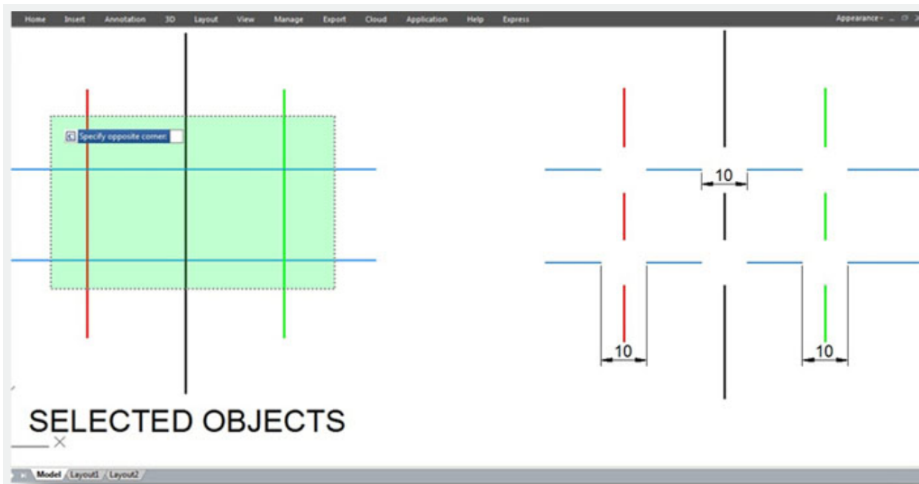 Home Insert Annotation 3D Layout View Manage Export Cloud Application Help Express Appearance
Specify opposite corner:
10
10 10
SELECTED OBJECTS
Model Layout1 Layout2